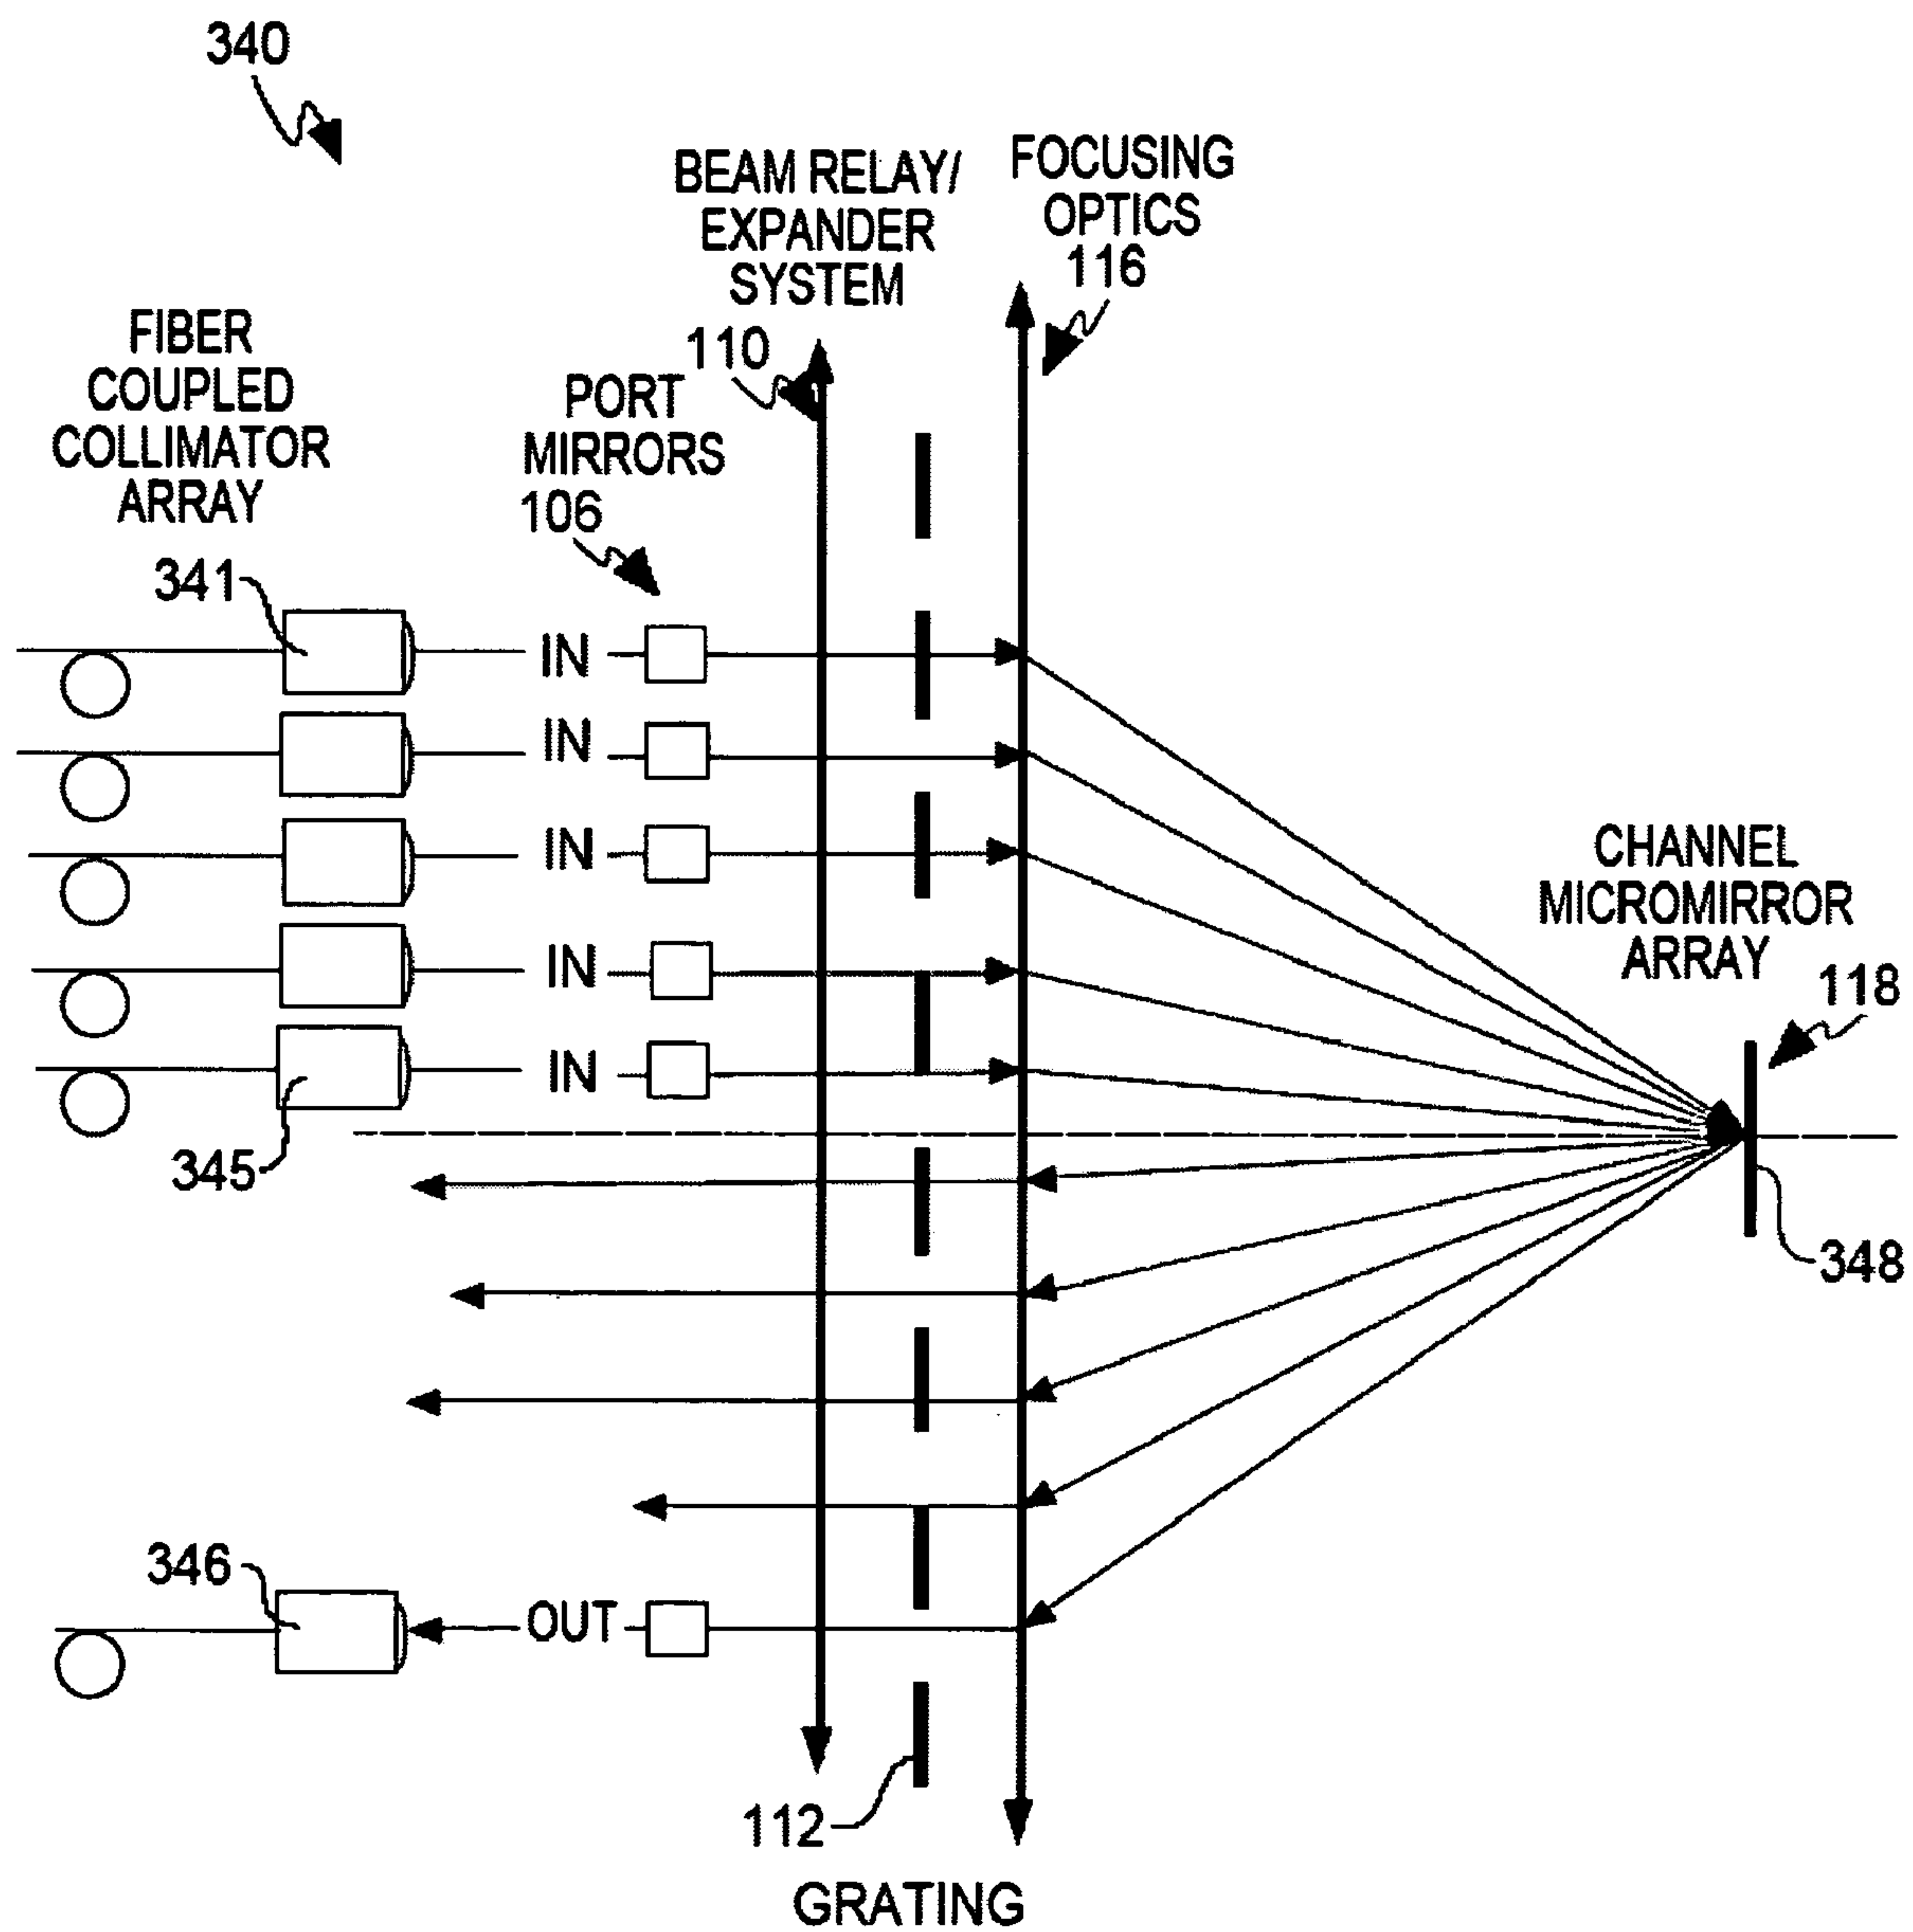 340
BEAM RELAY/
EXPANDER
SYSTEM
110
FOCUSING
OPTICS
116
FIBER
COUPLED
COLLIMATOR
ARRAY
PORT
MIRRORS
106
341
IN
IN
IN
IN
IN
345
CHANNEL
MICROMIRROR
ARRAY
118
348
346
OUT
112
GRATING